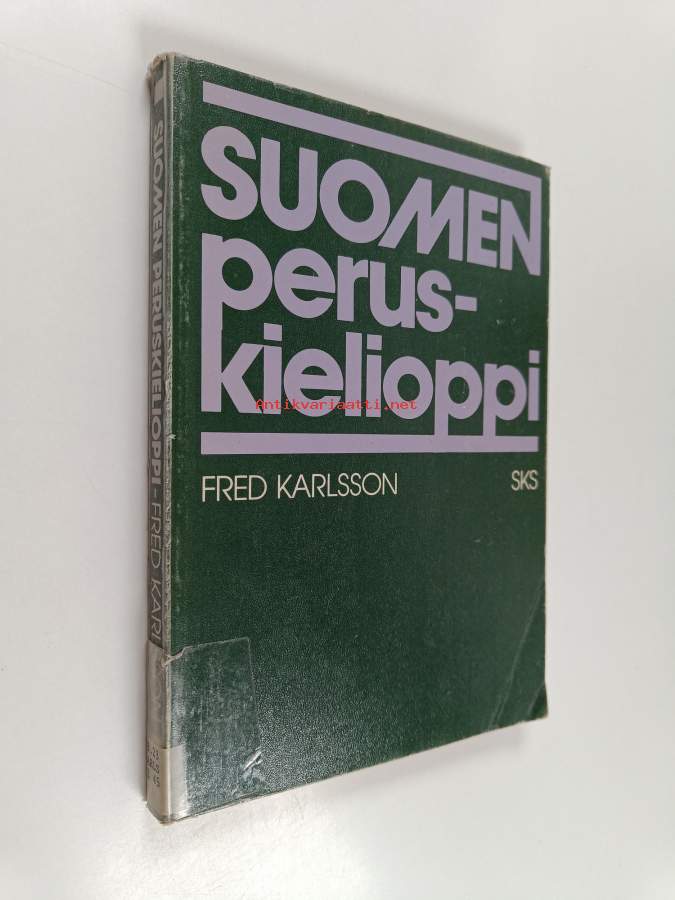 SUOMEN
perus-
kielioppi
FRED KARLSSON
SKS
SUOMEN PERUSKIELIOPPI - FRED KARL
Antikvariaatti.net